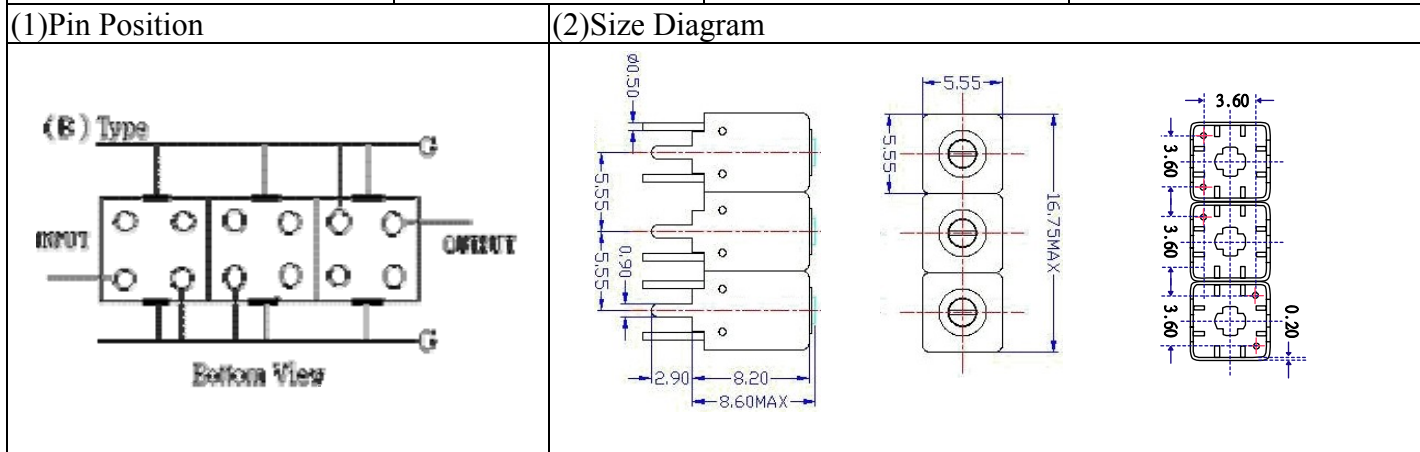 (1)Pin Position
(2)Size Diagram
(B) Type
G
INPUT
OUTPUT
G
Bottom View
Ø0.50
5.55
5.55
0.90
2.90
8.20
8.60MAX
5.55
5.55
16.75MAX
3.60
3.60
3.60
3.60
0.20